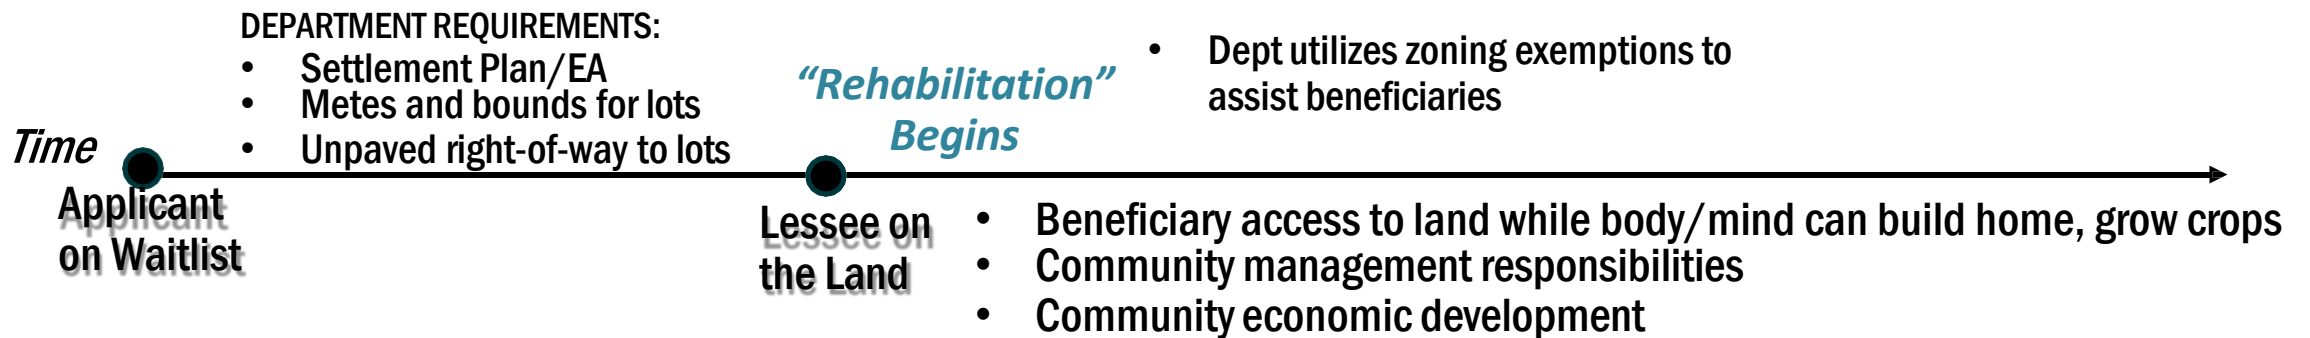 DEPARTMENT REQUIREMENTS:
• Settlement Plan/EA
• Metes and bounds for lots
• Unpaved right-of-way to lots
“Rehabilitation”
Begins
• Dept utilizes zoning exemptions to
assist beneficiaries
Time
Applicant
on Waitlist
Lessee on
the Land
• Beneficiary access to land while body/mind can build home, grow crops
• Community management responsibilities
• Community economic development